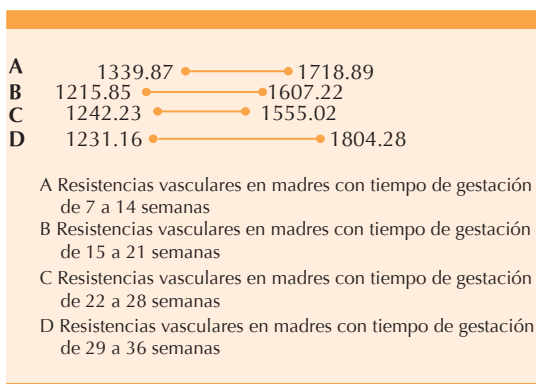 A 1339.87 1718.89
B 1215.85 1607.22
C 1242.23 1555.02
D 1231.16 1804.28
A Resistencias vasculares en madres con tiempo de gestación
de 7 a 14 semanas
B Resistencias vasculares en madres con tiempo de gestación
de 15 a 21 semanas
C Resistencias vasculares en madres con tiempo de gestación
de 22 a 28 semanas
D Resistencias vasculares en madres con tiempo de gestación
de 29 a 36 semanas